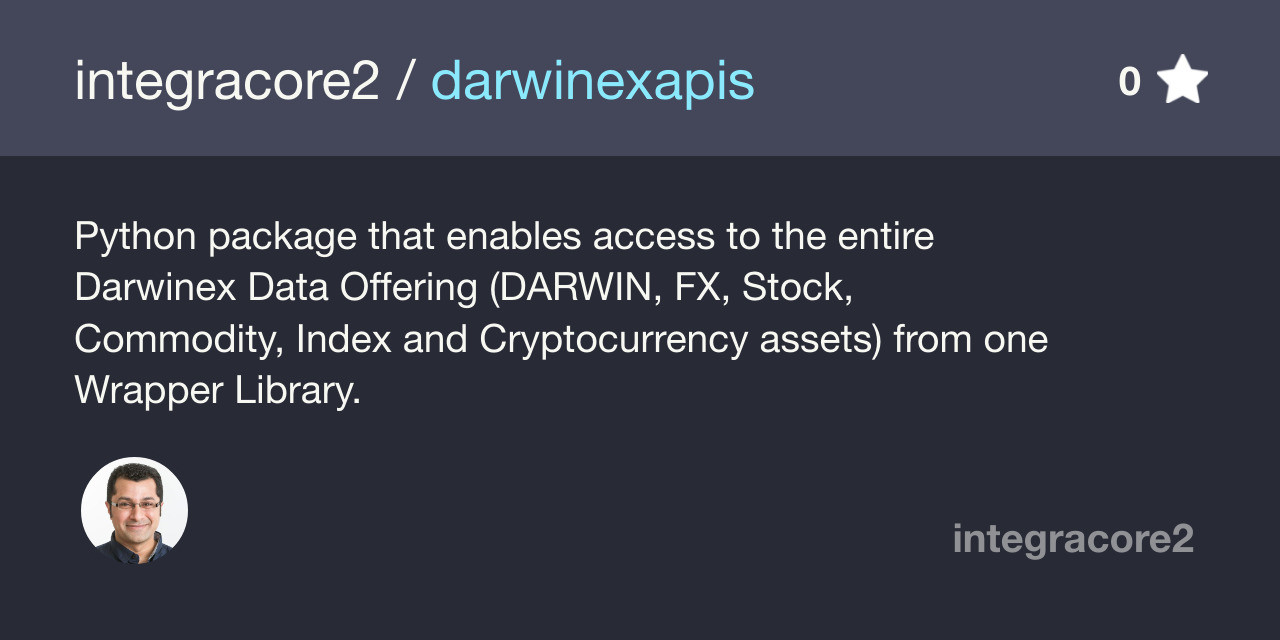 integracore2 / darwinexapis
0
Python package that enables access to the entire
Darwinex Data Offering (DARWIN, FX, Stock,
Commodity, Index and Cryptocurrency assets) from one
Wrapper Library.
integracore2